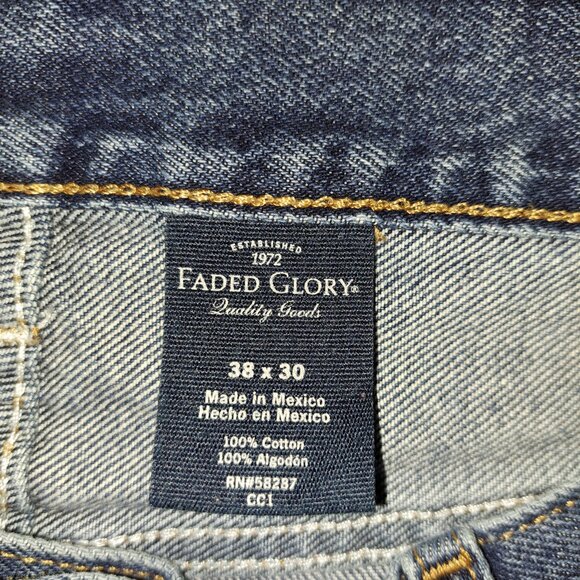 ESTABLISHED
1972
FADED GLORY®
Quality Goods
38 x 30
Made in Mexico
Hecho en Mexico
100% Cotton
100% Algodón
RN#58287
CC1